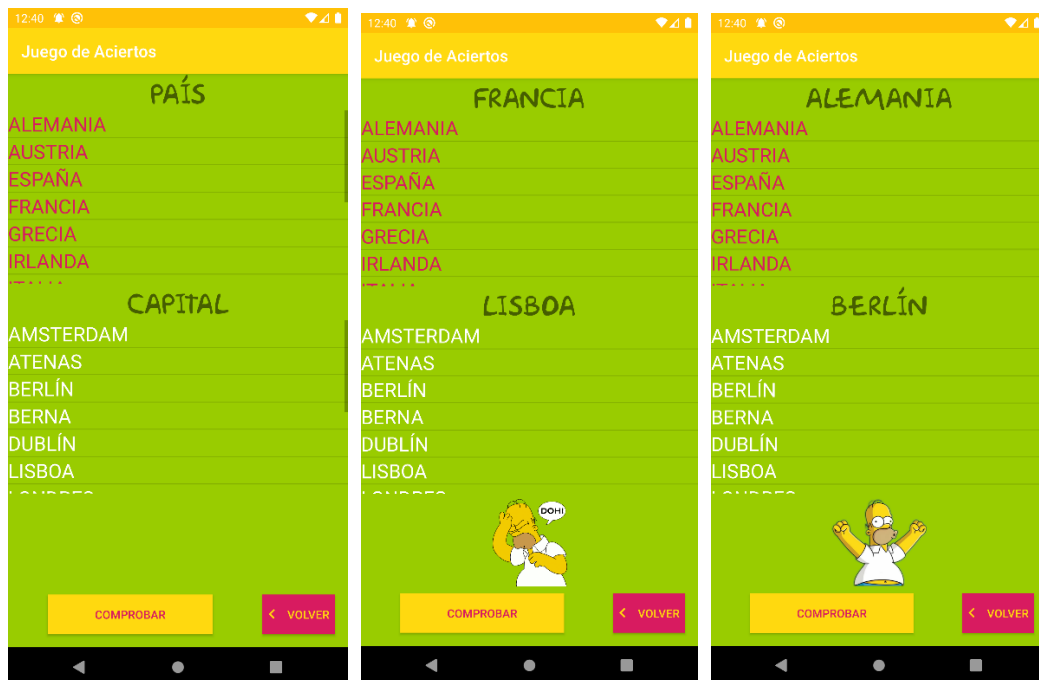 12:40
Juego de Aciertos
PAÍS
ALEMANIA
AUSTRIA
ESPAÑA
FRANCIA
GRECIA
IRLANDA
CAPITAL
AMSTERDAM
ATENAS
BERLÍN
BERNA
DUBLÍN
LISBOA
COMPROBAR
VOLVER
12:40
Juego de Aciertos
FRANCIA
ALEMANIA
AUSTRIA
ESPAÑA
FRANCIA
GRECIA
IRLANDA
LISBOA
AMSTERDAM
ATENAS
BERLÍN
BERNA
DUBLÍN
LISBOA
DOH!
COMPROBAR
VOLVER
12:40
Juego de Aciertos
ALEMANIA
ALEMANIA
AUSTRIA
ESPAÑA
FRANCIA
GRECIA
IRLANDA
BERLÍN
AMSTERDAM
ATENAS
BERLÍN
BERNA
DUBLÍN
LISBOA
COMPROBAR
VOLVER